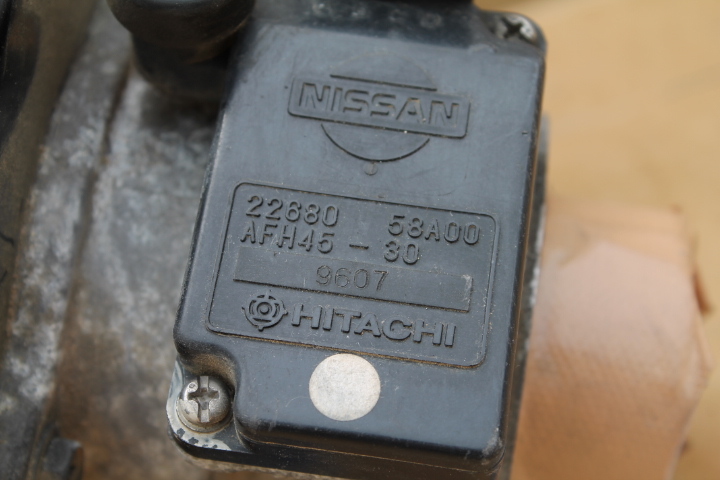 NISSAN
22680 58A00
AFH45 - 30
9607
HITACHI